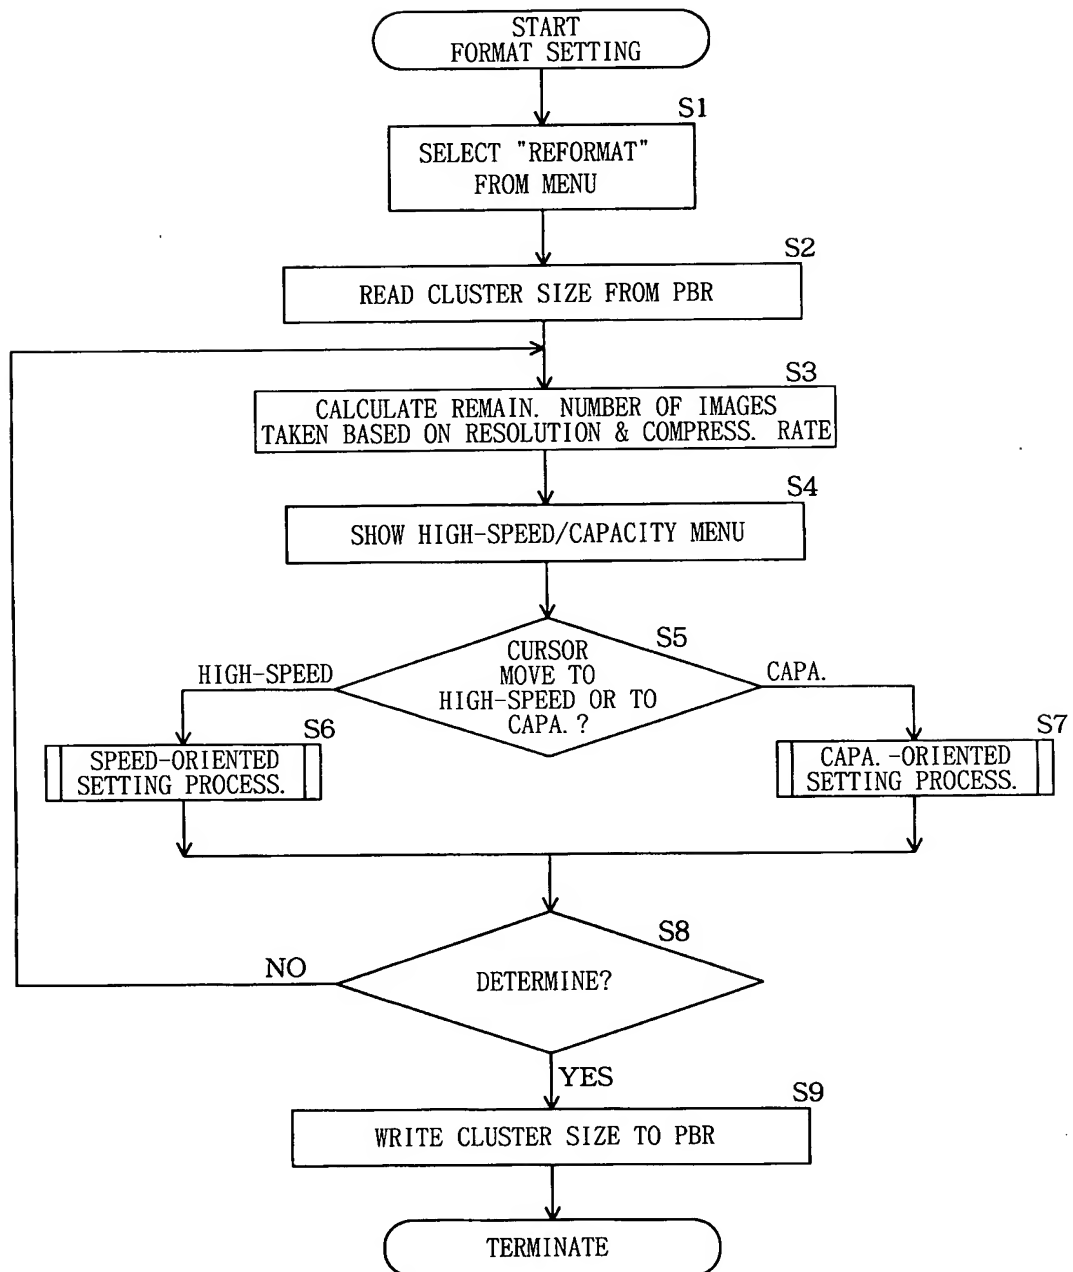 START
FORMAT SETTING
S1
SELECT "REFORMAT"
FROM MENU
S2
READ CLUSTER SIZE FROM PBR
S3
CALCULATE REMAIN. NUMBER OF IMAGES
TAKEN BASED ON RESOLUTION & COMPRESS. RATE
S4
SHOW HIGH-SPEED/CAPACITY MENU
S5
CURSOR
MOVE TO
HIGH-SPEED OR TO
CAPA. ?
HIGH-SPEED
CAPA.
S6
SPEED-ORIENTED
SETTING PROCESS.
S7
CAPA. -ORIENTED
SETTING PROCESS.
S8
DETERMINE?
NO
YES
S9
WRITE CLUSTER SIZE TO PBR
TERMINATE